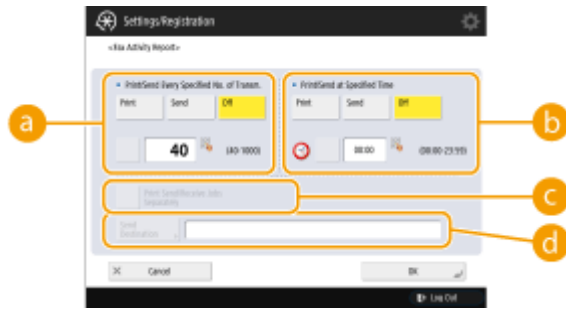 Settings/Registration
<Fax Activity Report>
Print/Send Every Specified No. of Transm.
Print/Send at Specified Time
Print Send Off
Print Send Off
a
b
40 (40-1000)
00:00 (00:00-23:59)
Print Send/Receive Jobs
Separately
c
Send
Destination
d
× Cancel
OK
Log Out